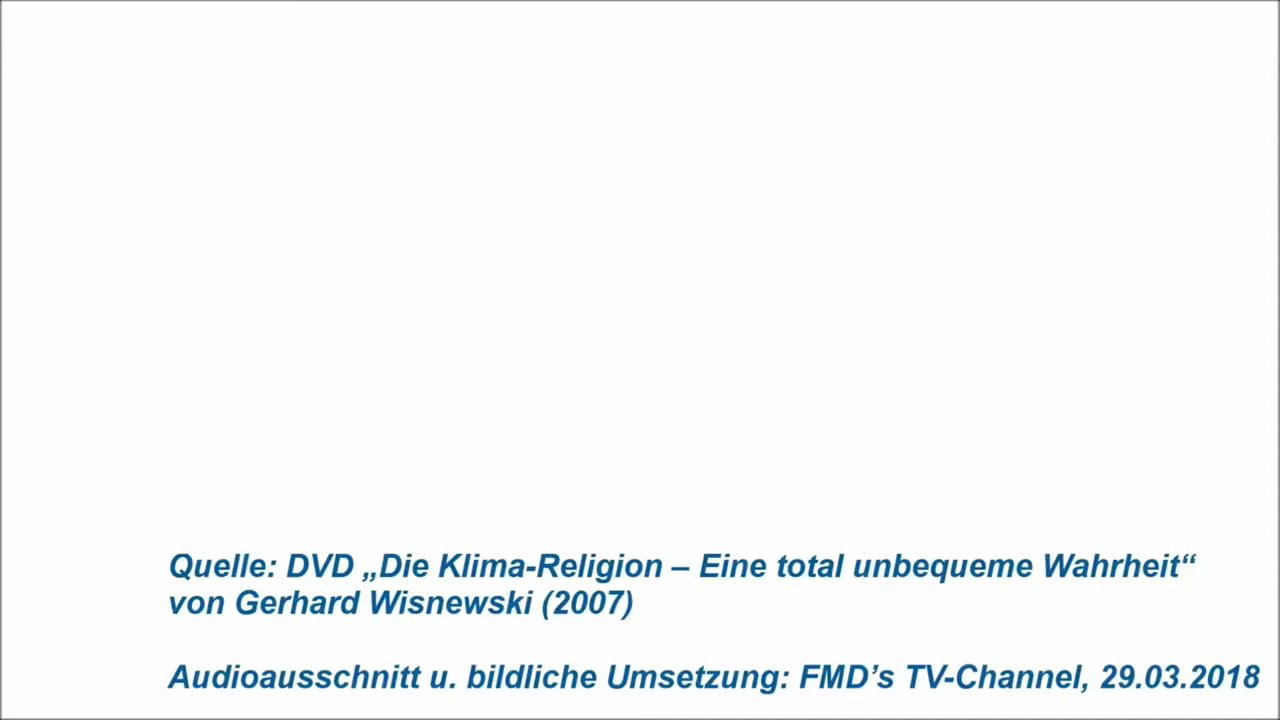 Quelle: DVD „Die Klima-Religion – Eine total unbequeme Wahrheit“
von Gerhard Wisnewski (2007)
Audioausschnitt u. bildliche Umsetzung: FMD’s TV-Channel, 29.03.2018